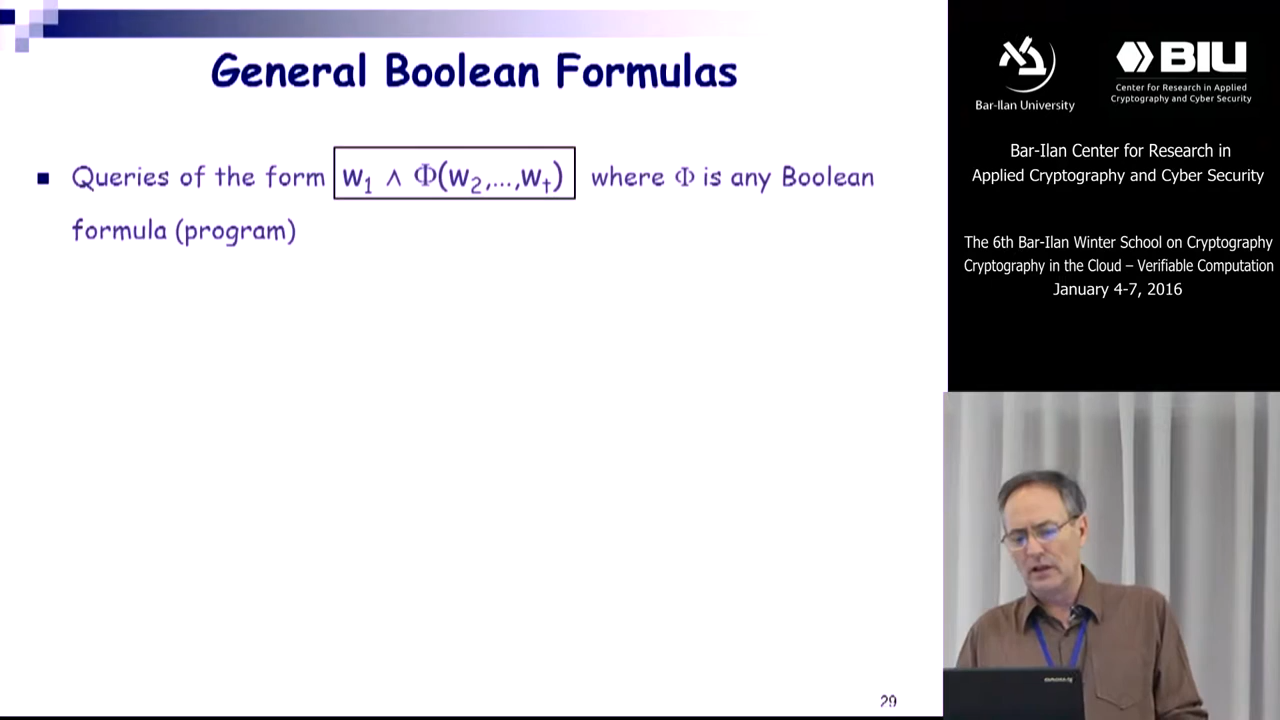 General Boolean Formulas
■ Queries of the form w₁ ∧ Φ(w₂,...,wₜ) where Φ is any Boolean
formula (program)
29
Bar-Ilan University
BIU
Center for Research in Applied
Cryptography and Cyber Security
Bar-Ilan Center for Research in
Applied Cryptography and Cyber Security
The 6th Bar-Ilan Winter School on Cryptography
Cryptography in the Cloud – Verifiable Computation
January 4-7, 2016